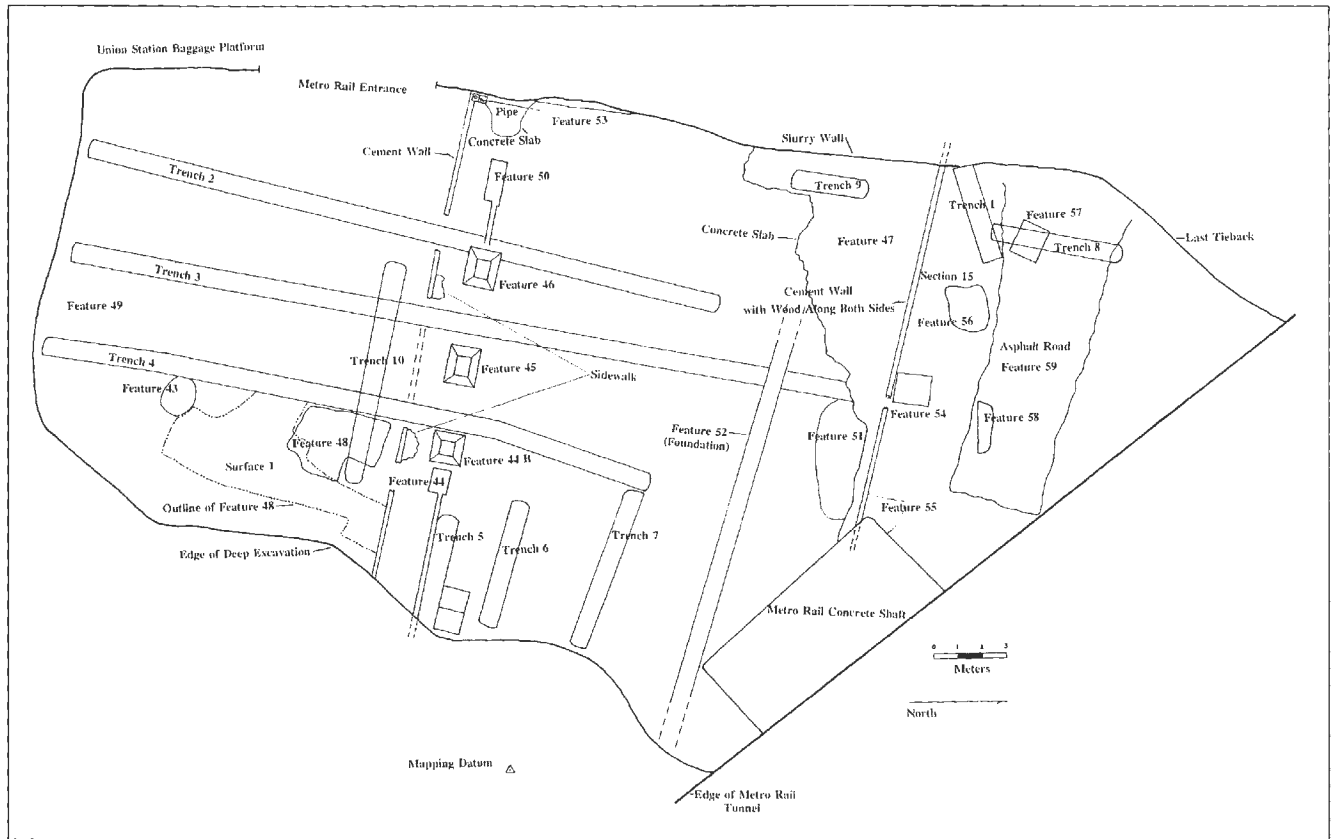 Union Station Baggage Platform
Metro Rail Entrance
Pipe
Feature 53
Concrete Slab
Cement Wall
Slurry Wall
Trench 2
Feature 50
Trench 9
Trench 1
Feature 57
Concrete Slab
Feature 47
Trench 8
Last Tieback
Trench 3
Feature 46
Section 15
Cement Wall
with Wood Along Both Sides
Feature 49
Feature 56
Asphalt Road
Trench 4
Trench 10
Feature 45
Sidewalk
Feature 59
Feature 43
Feature 54
Feature 58
Feature 52
(Foundation)
Feature 51
Feature 48
Feature 44 B
Surface 1
Feature 44
Outline of Feature 48
Feature 55
Trench 5
Trench 6
Trench 7
Edge of Deep Excavation
Metro Rail Concrete Shaft
0 1 2 3
Meters
North
Mapping Datum
Edge of Metro Rail
Tunnel